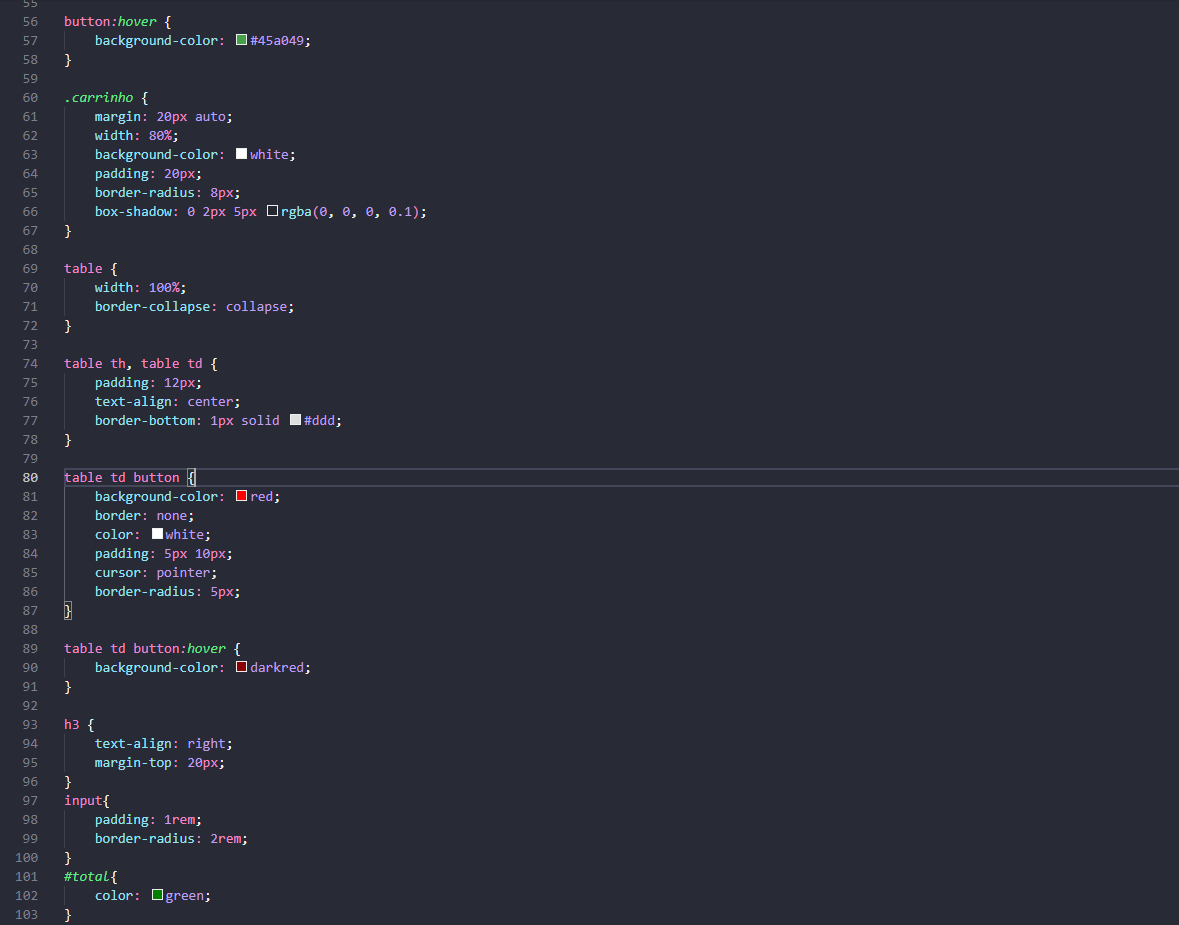 55
56 button:hover {
57     background-color: #45a049;
58 }
59
60 .carrinho {
61     margin: 20px auto;
62     width: 80%;
63     background-color: white;
64     padding: 20px;
65     border-radius: 8px;
66     box-shadow: 0 2px 5px rgba(0, 0, 0, 0.1);
67 }
68
69 table {
70     width: 100%;
71     border-collapse: collapse;
72 }
73
74 table th, table td {
75     padding: 12px;
76     text-align: center;
77     border-bottom: 1px solid #ddd;
78 }
79
80 table td button {
81     background-color: red;
82     border: none;
83     color: white;
84     padding: 5px 10px;
85     cursor: pointer;
86     border-radius: 5px;
87 }
88
89 table td button:hover {
90     background-color: darkred;
91 }
92
93 h3 {
94     text-align: right;
95     margin-top: 20px;
96 }
97 input{
98     padding: 1rem;
99     border-radius: 2rem;
100 }
101 #total{
102     color: green;
103 }